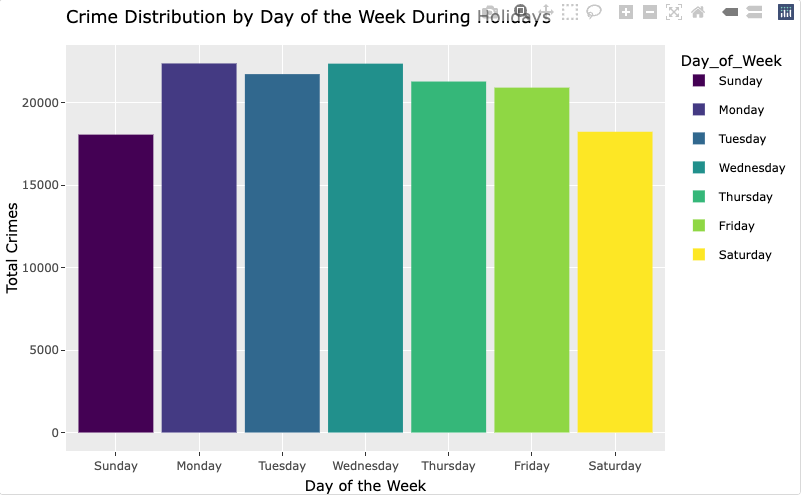 Crime Distribution by Day of the Week During Holidays
Day_of_Week
Sunday
Monday
Tuesday
Wednesday
Thursday
Friday
Saturday
Total Crimes
20000
15000
10000
5000
0
Sunday Monday Tuesday Wednesday Thursday Friday Saturday
Day of the Week